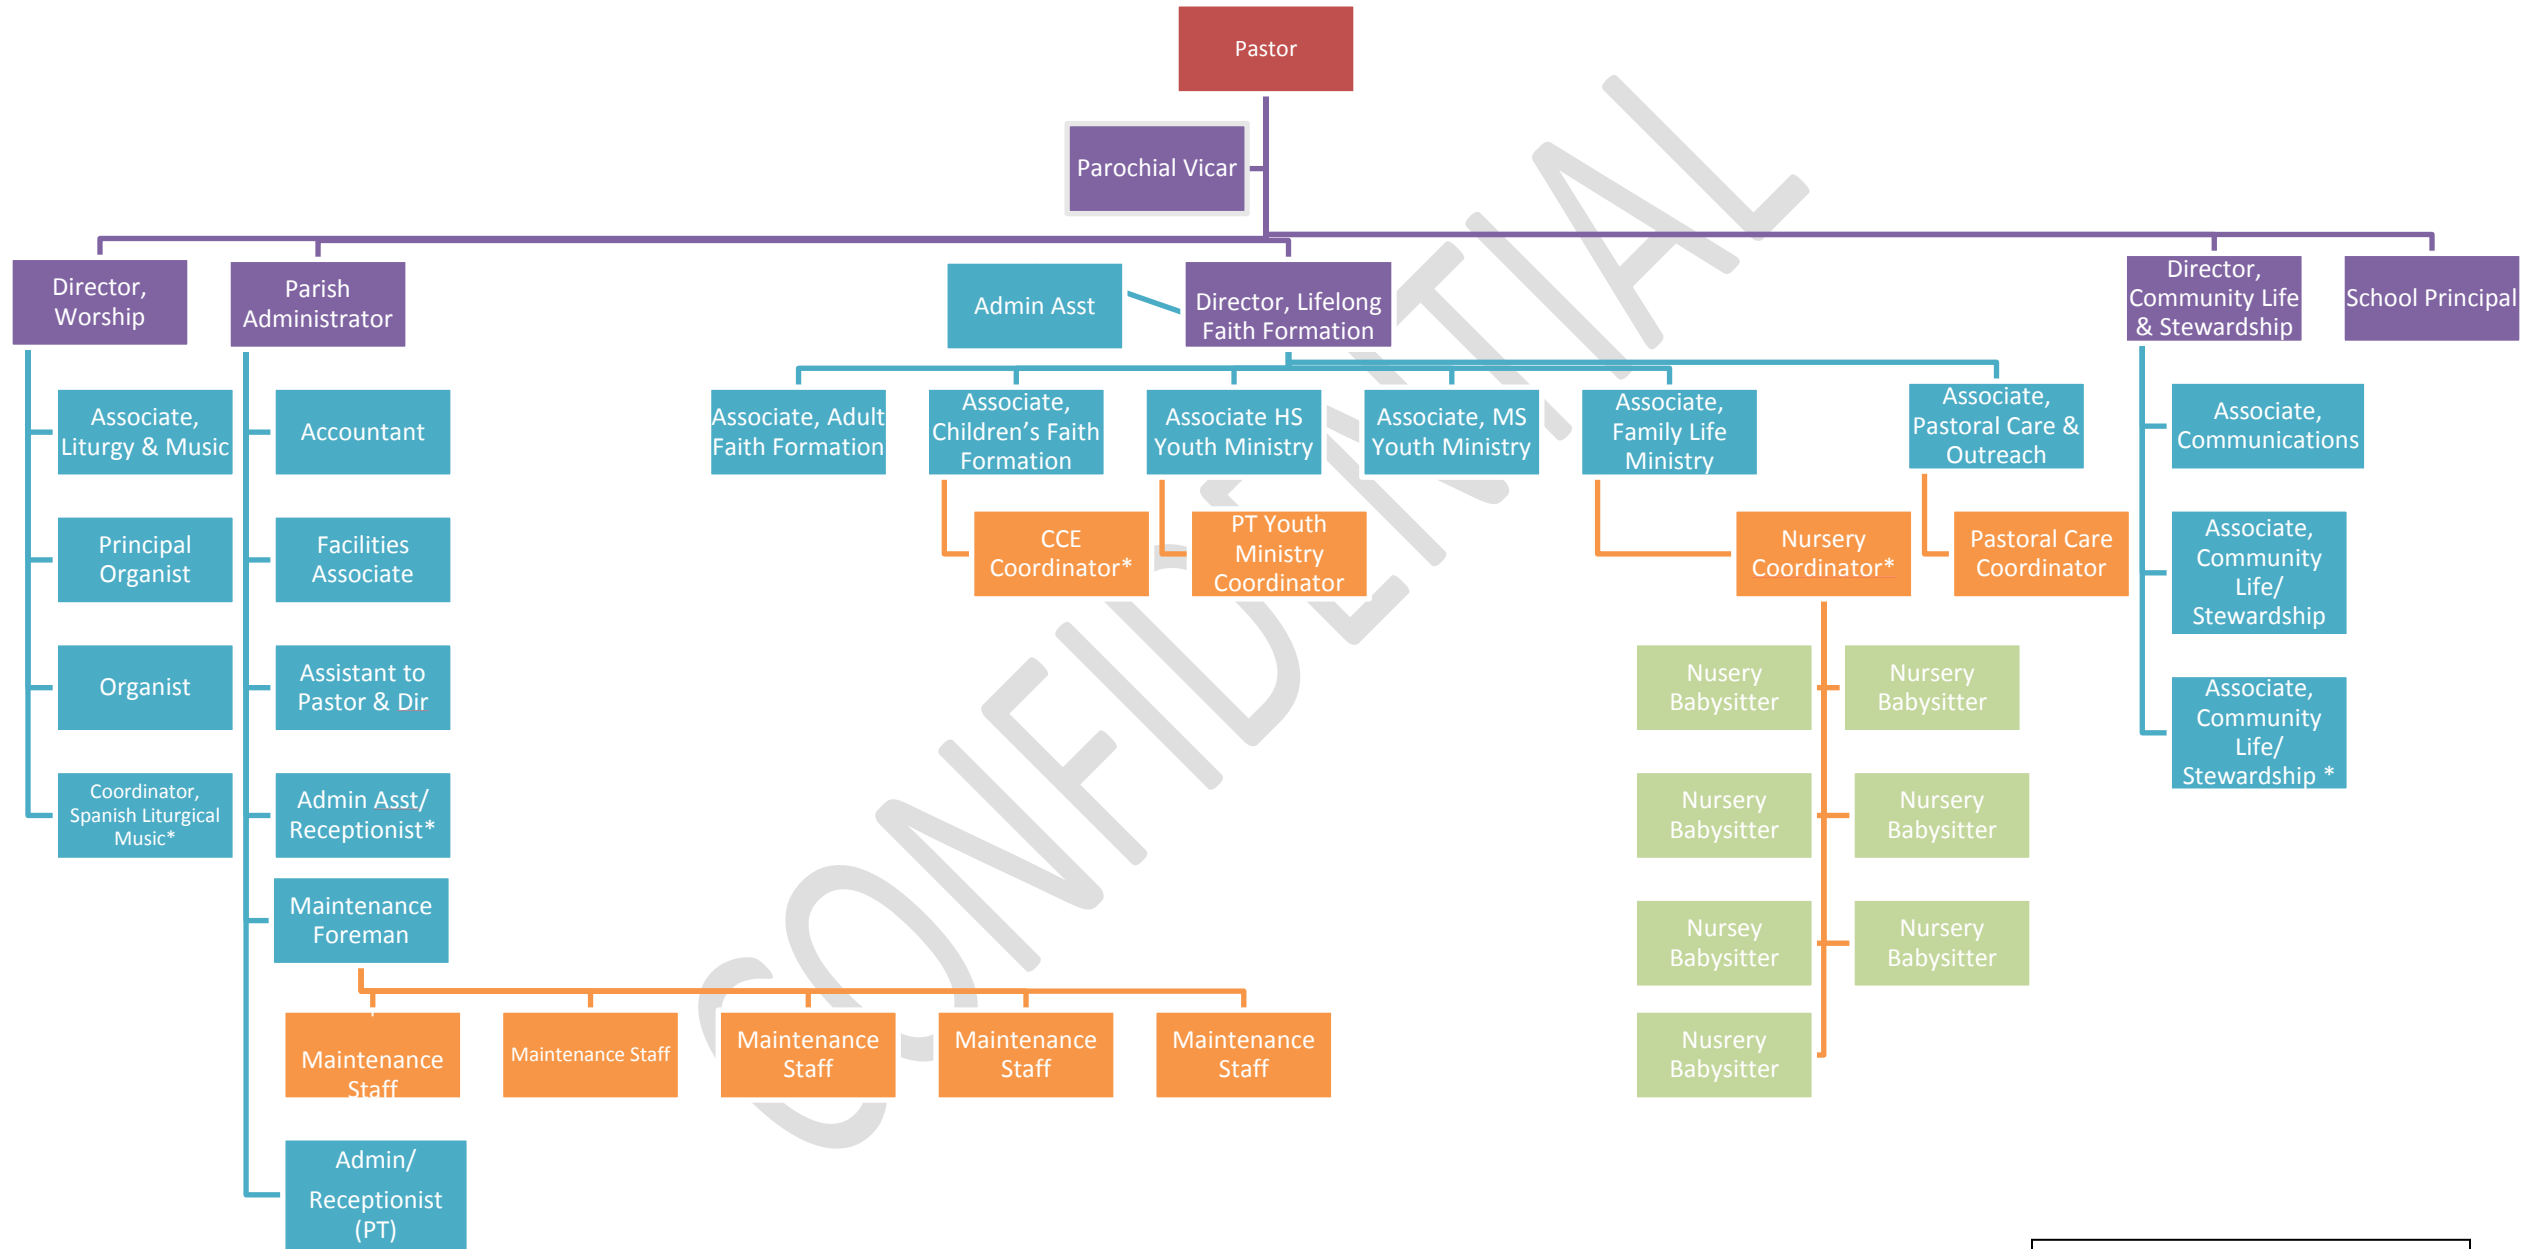 Pastor
Parochial Vicar
Director,
Worship
Parish
Administrator
Admin Asst
Director, Lifelong
Faith Formation
Director,
Community Life
& Stewardship
School Principal
Associate,
Liturgy & Music
Accountant
Associate, Adult
Faith Formation
Associate,
Children’s Faith
Formation
Associate HS
Youth Ministry
Associate, MS
Youth Ministry
Associate,
Family Life
Ministry
Associate,
Pastoral Care &
Outreach
Associate,
Communications
Principal
Organist
Facilities
Associate
CCE
Coordinator*
PT Youth
Ministry
Coordinator
Nursery
Coordinator*
Pastoral Care
Coordinator
Associate,
Community
Life/
Stewardship
Organist
Assistant to
Pastor & Dir
Nusery
Babysitter
Nursery
Babysitter
Associate,
Community
Life/
Stewardship *
Coordinator,
Spanish Liturgical
Music*
Admin Asst/
Receptionist*
Nursery
Babysitter
Nursery
Babysitter
Maintenance
Foreman
Nursey
Babysitter
Nursery
Babysitter
Maintenance
Staff
Maintenance Staff
Maintenance
Staff
Maintenance
Staff
Maintenance
Staff
Nusrery
Babysitter
Admin/
Receptionist
(PT)
CONFIDENTIAL